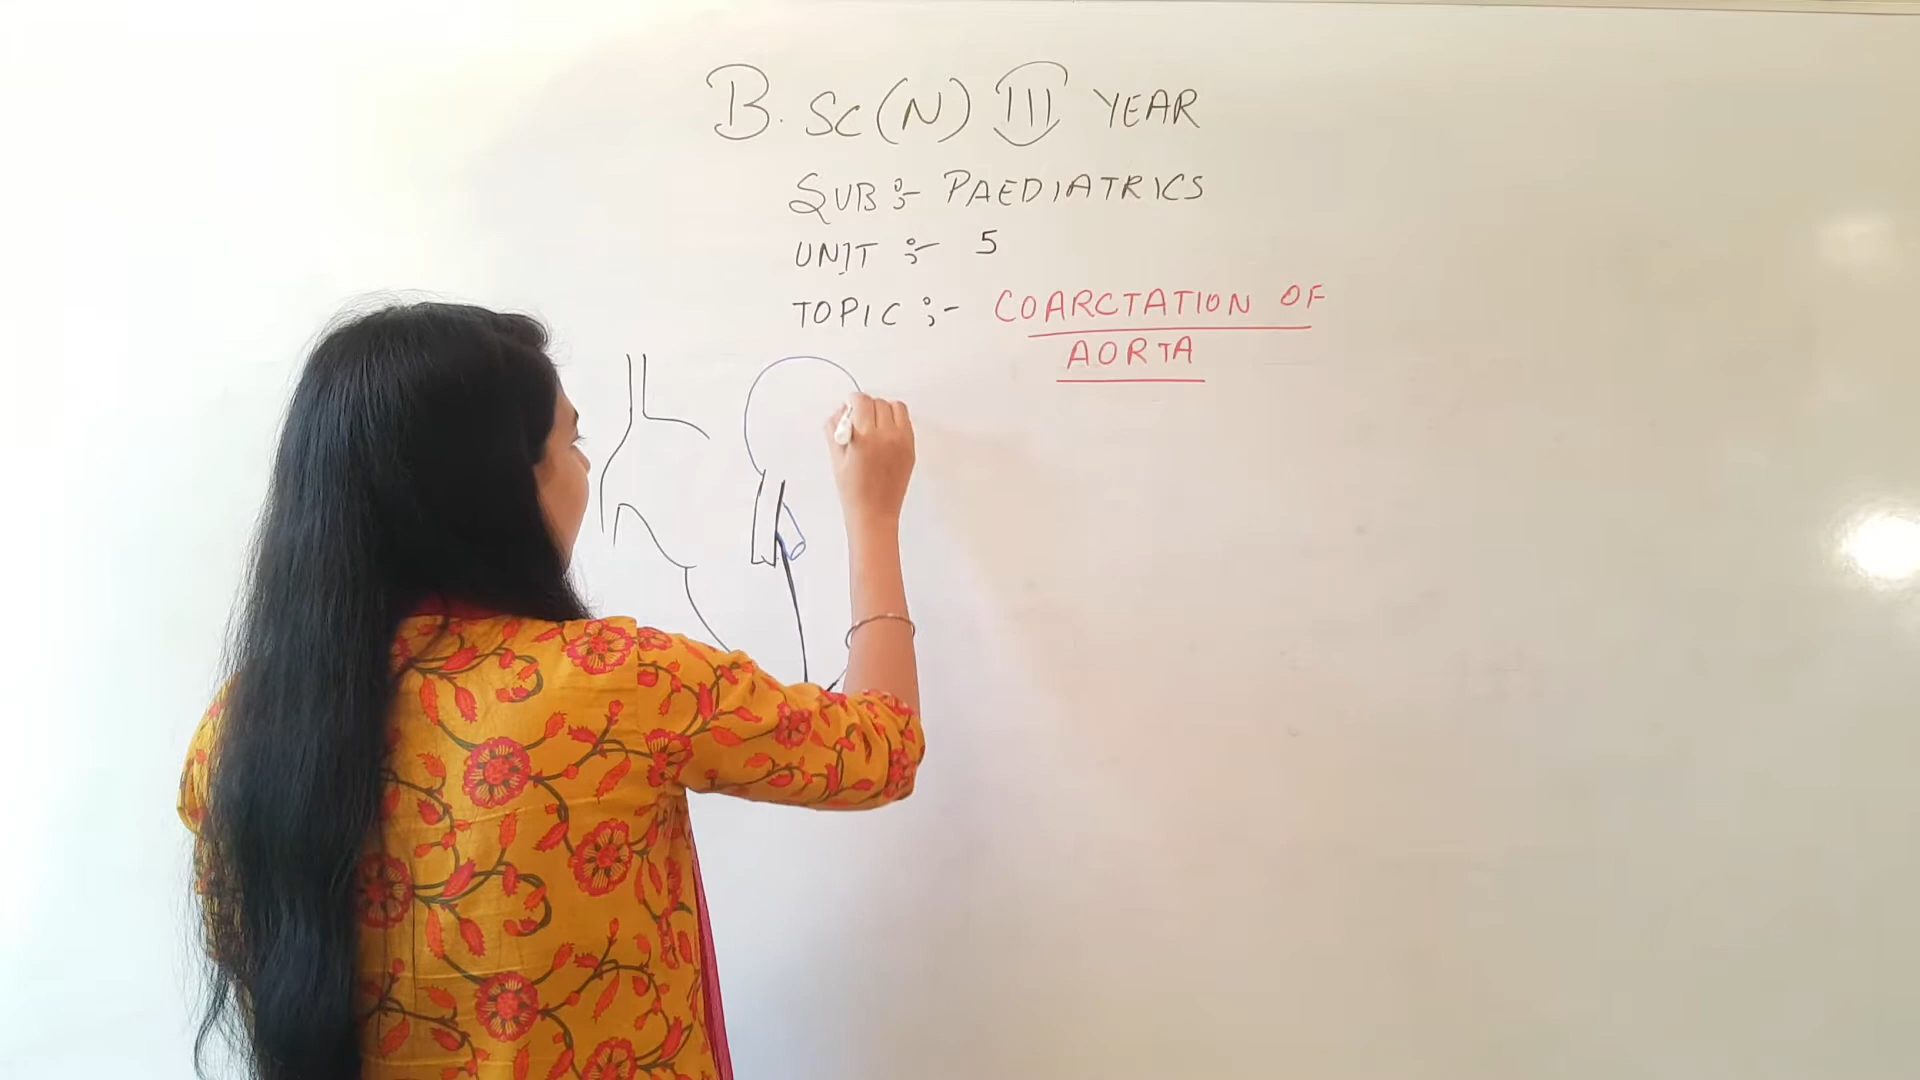 B.Sc(N) III YEAR
SUB :- PAEDIATRICS
UNIT :- 5
TOPIC :- COARCTATION OF
AORTA